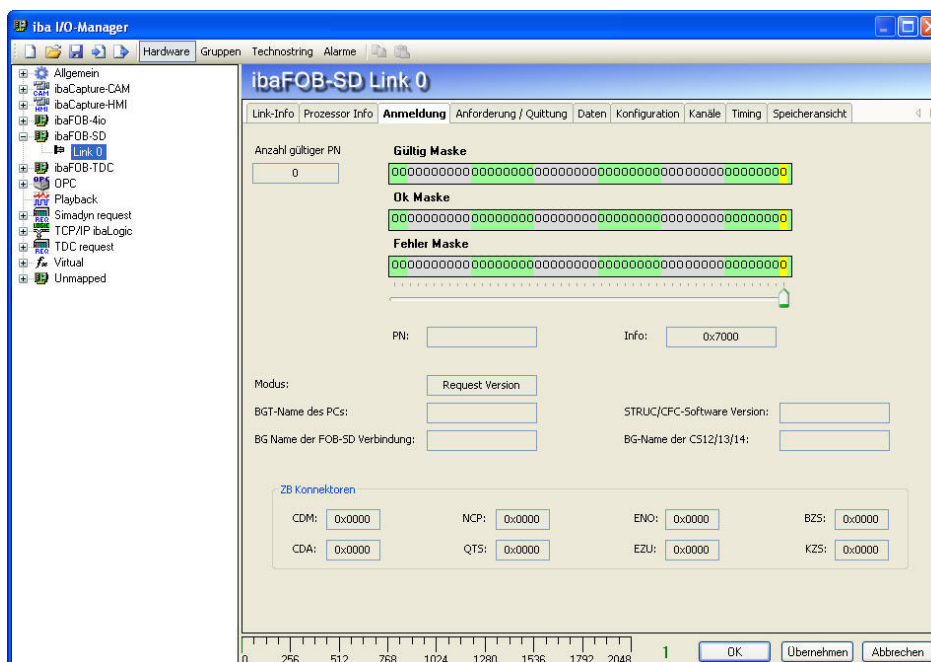 iba I/O-Manager
Hardware Gruppen Technostring Alarme
Allgemein
ibaCapture-CAM
ibaCapture-HMI
ibaFOB-4io
ibaFOB-SD
Link 0
ibaFOB-TDC
OPC
Playback
Simadyn request
TCP/IP ibaLogic
TDC request
Virtual
Unmapped
ibaFOB-SD Link 0
Link-Info Prozessor Info Anmeldung Anforderung / Quittung Daten Konfiguration Kanäle Timing Speicheransicht
Anzahl gültiger PN
0
Gültig Maske
Ok Maske
Fehler Maske
PN: Info: 0x7000
Modus: Request Version
BGT-Name des PCs: STRUC/CFC-Software Version:
BG Name der FOB-SD Verbindung: BG-Name der CS12/13/14:
ZB Konnektoren
CDM: 0x0000 NCP: 0x0000 ENO: 0x0000 BZS: 0x0000
CDA: 0x0000 QTS: 0x0000 EZU: 0x0000 KZS: 0x0000
0 256 512 768 1024 1280 1536 1792 2048
1 OK Übernehmen Abbrechen